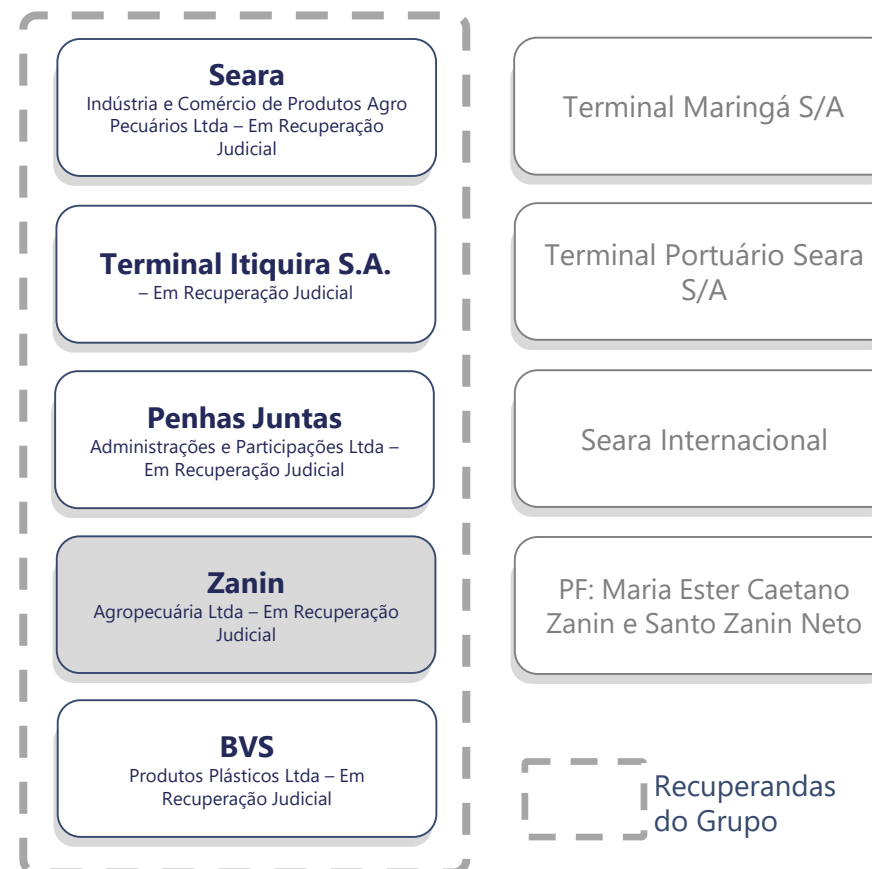 Seara
Indústria e Comércio de Produtos Agro
Pecuários Ltda – Em Recuperação
Judicial
Terminal Itiquira S.A.
– Em Recuperação Judicial
Penhas Juntas
Administrações e Participações Ltda –
Em Recuperação Judicial
Zanin
Agropecuária Ltda – Em Recuperação
Judicial
BVS
Produtos Plásticos Ltda – Em
Recuperação Judicial
Terminal Maringá S/A
Terminal Portuário Seara
S/A
Seara Internacional
PF: Maria Ester Caetano
Zanin e Santo Zanin Neto
Recuperandas
do Grupo